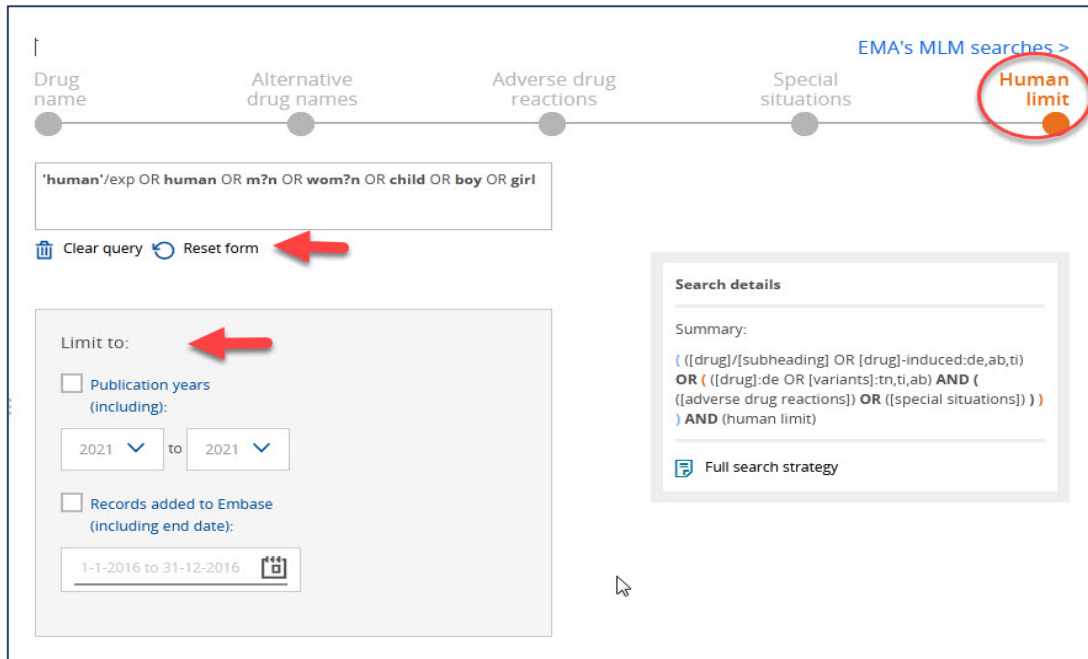 EMA's MLM searches >
Drug
name
Alternative
drug names
Adverse drug
reactions
Special
situations
Human
limit
'human'/exp OR human OR m?n OR wom?n OR child OR boy OR girl
Clear query Reset form
Limit to:
Publication years
(including):
2021 to 2021
Records added to Embase
(including end date):
1-1-2016 to 31-12-2016
Search details
Summary:
( ([drug]/[subheading] OR [drug]-induced:de,ab,ti)
OR ( ([drug]:de OR [variants]:tn,ti,ab) AND (
([adverse drug reactions]) OR ([special situations]) ) )
) AND (human limit)
Full search strategy